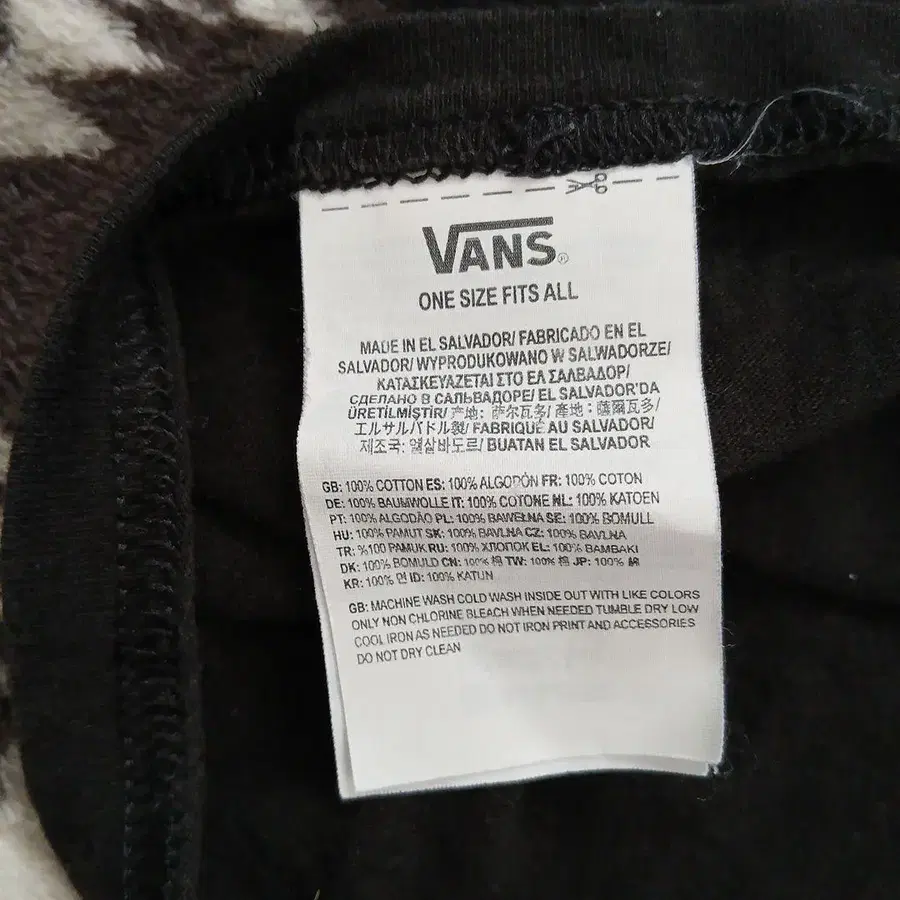 VANS®
ONE SIZE FITS ALL
MADE IN EL SALVADOR/ FABRICADO EN EL
SALVADOR/ WYPRODUKOWANO W SALWADORZE/
ΚΑΤΑΣΚΕΥΑΖΕΤΑΙ ΣΤΟ ΕΛ ΣΑΛΒΑΔΟΡ/
СДЕЛАНО В САЛЬВАДОРЕ/ EL SALVADOR'DA
ÜRETİLMİŞTİR/ 产地: 萨尔瓦多/ 產地: 薩爾瓦多/
エルサルバドル製/ FABRIQUÉ AU SALVADOR/
제조국: 엘살바도르/ BUATAN EL SALVADOR
GB: 100% COTTON ES: 100% ALGODÓN FR: 100% COTON
DE: 100% BAUMWOLLE IT: 100% COTONE NL: 100% KATOEN
PT: 100% ALGODÃO PL: 100% BAWEŁNA SE: 100% BOMULL
HU: 100% PAMUT SK: 100% BAVLNA CZ: 100% BAVLNA
TR: %100 PAMUK RU: 100% ХЛОПОК EL: 100% ΒΑΜΒΑΚΙ
DK: 100% BOMULD CN: 100% 棉 TW: 100% 棉 JP: 100% 綿
KR: 100% 면 ID: 100% KATUN
GB: MACHINE WASH COLD WASH INSIDE OUT WITH LIKE COLORS
ONLY NON CHLORINE BLEACH WHEN NEEDED TUMBLE DRY LOW
COOL IRON AS NEEDED DO NOT IRON PRINT AND ACCESSORIES
DO NOT DRY CLEAN